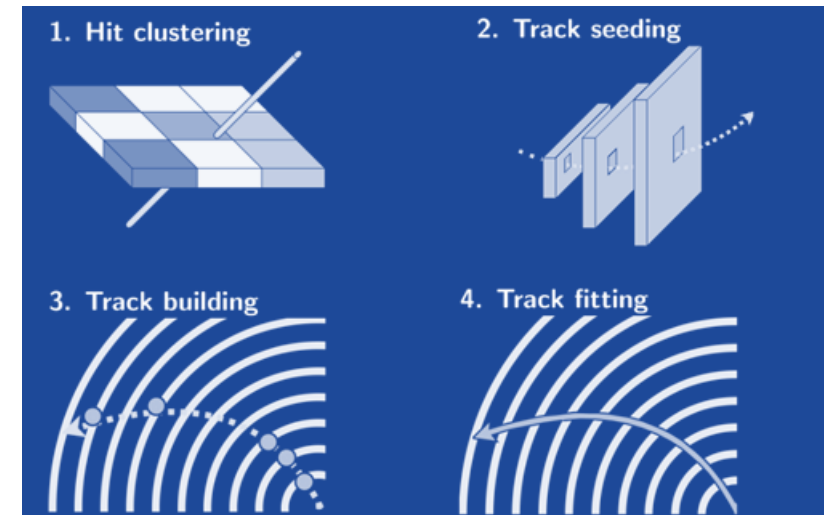 1. Hit clustering
2. Track seeding
3. Track building
4. Track fitting